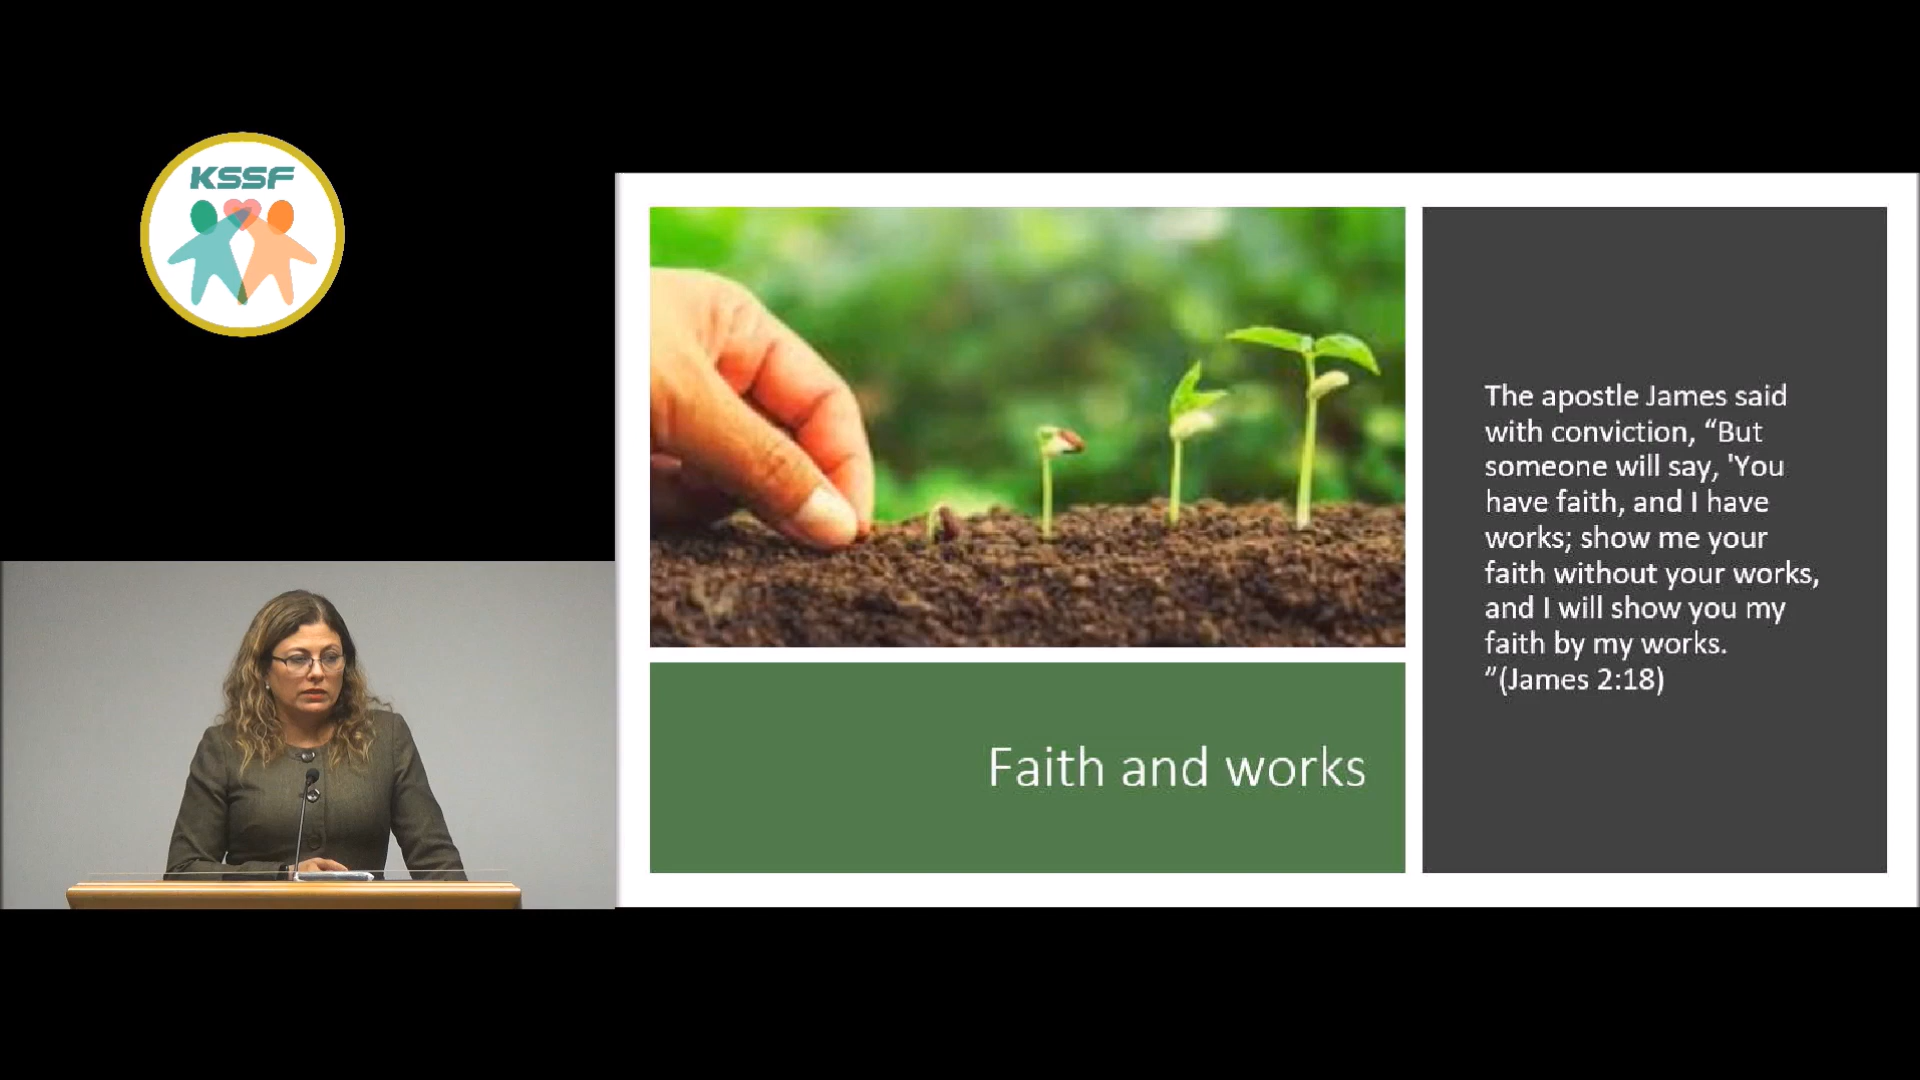 KSSF
The apostle James said
with conviction, “But
someone will say, 'You
have faith, and I have
works; show me your
faith without your works,
and I will show you my
faith by my works.
”(James 2:18)
Faith and works